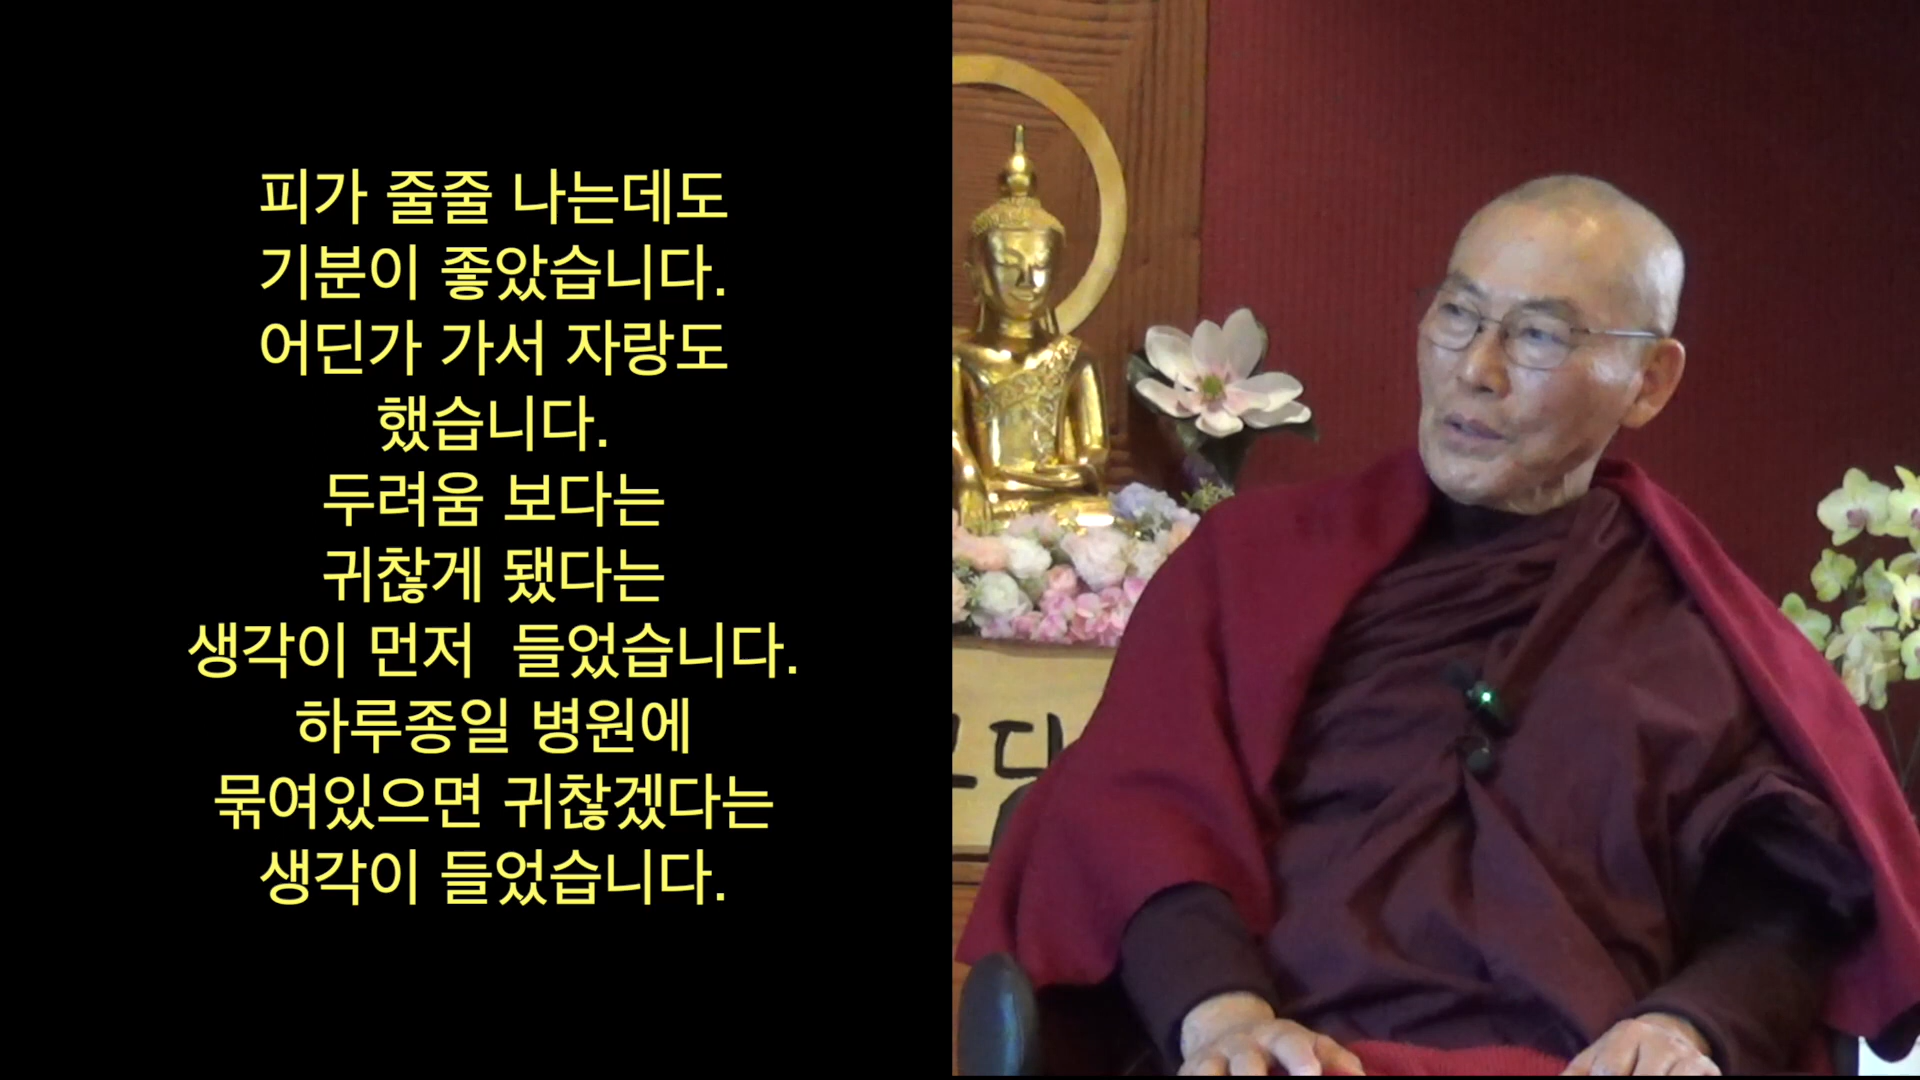 피가 줄줄 나는데도
기분이 좋았습니다.
어딘가 가서 자랑도
했습니다.
두려움 보다는
귀찮게 됐다는
생각이 먼저  들었습니다.
하루종일 병원에
묶여있으면 귀찮겠다는
생각이 들었습니다.